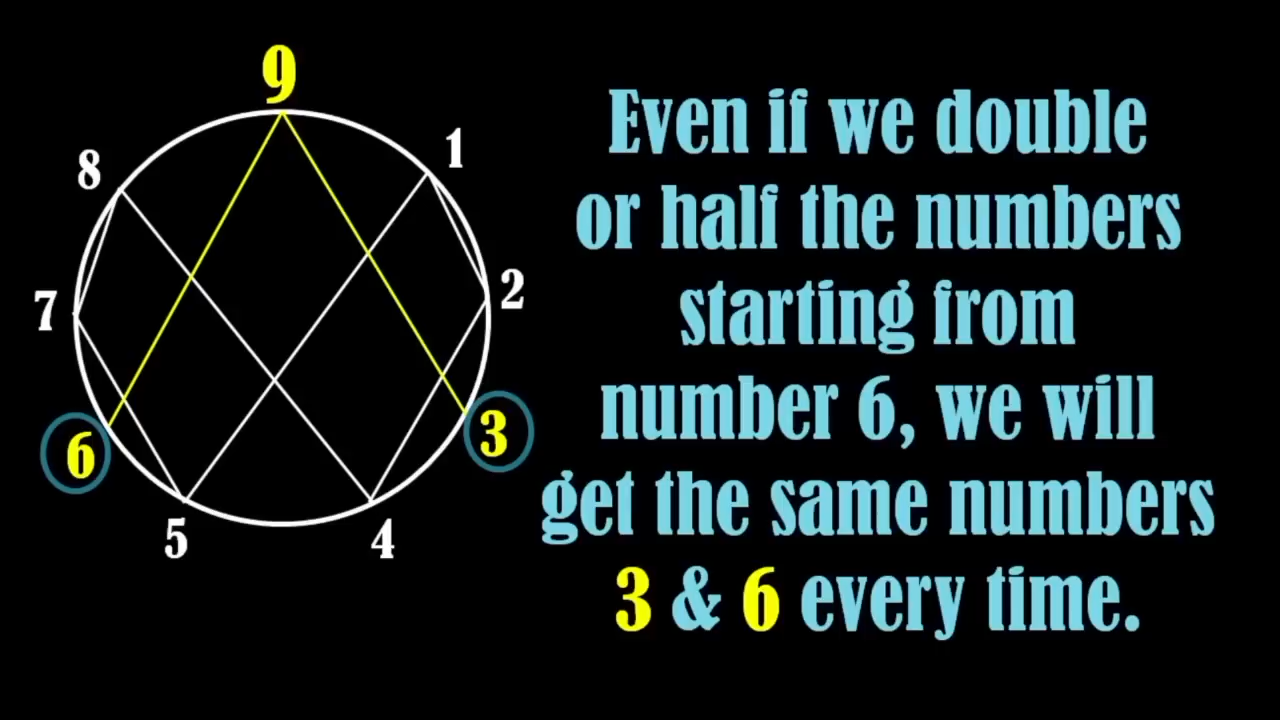 9
8
1
7
2
6
3
5
4
Even if we double
or half the numbers
starting from
number 6, we will
get the same numbers
3 & 6 every time.